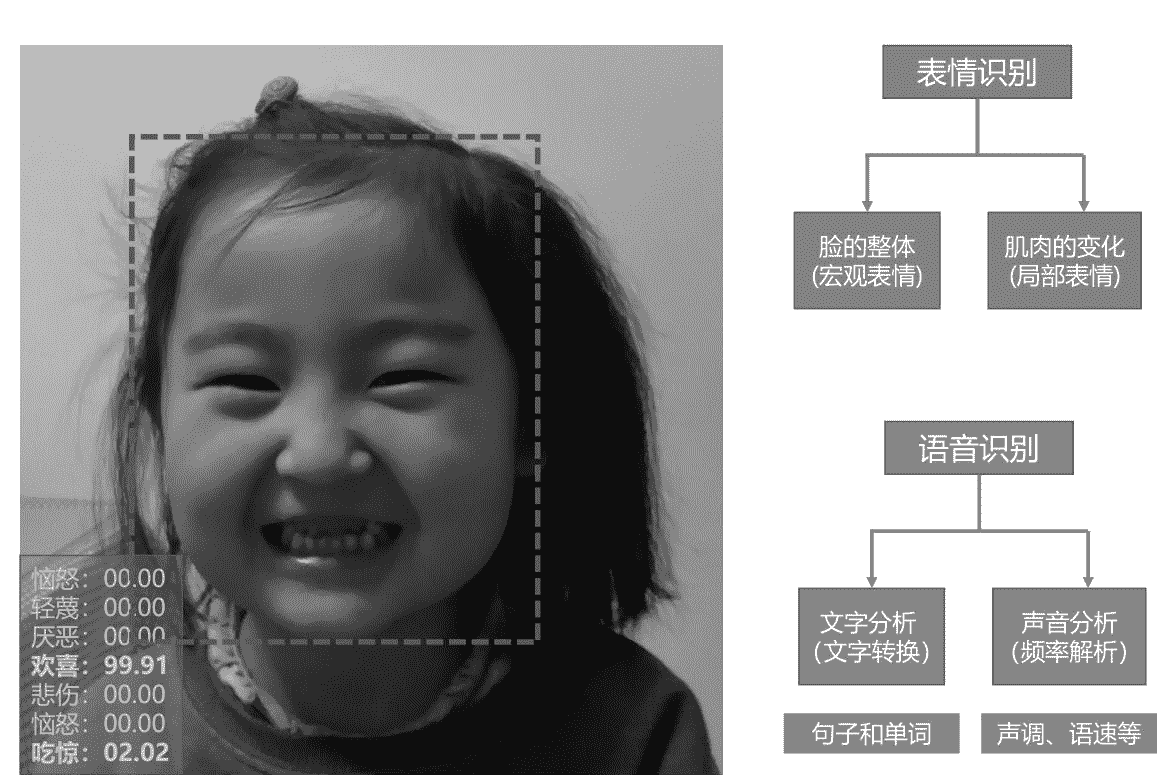 恼怒：00.00
轻蔑：00.00
厌恶：00.00
欢喜：99.91
悲伤：00.00
恼怒：00.00
吃惊：02.02
表情识别
脸的整体
(宏观表情)
肌肉的变化
(局部表情)
语音识别
文字分析
（文字转换）
声音分析
（频率解析）
句子和单词
声调、语速等